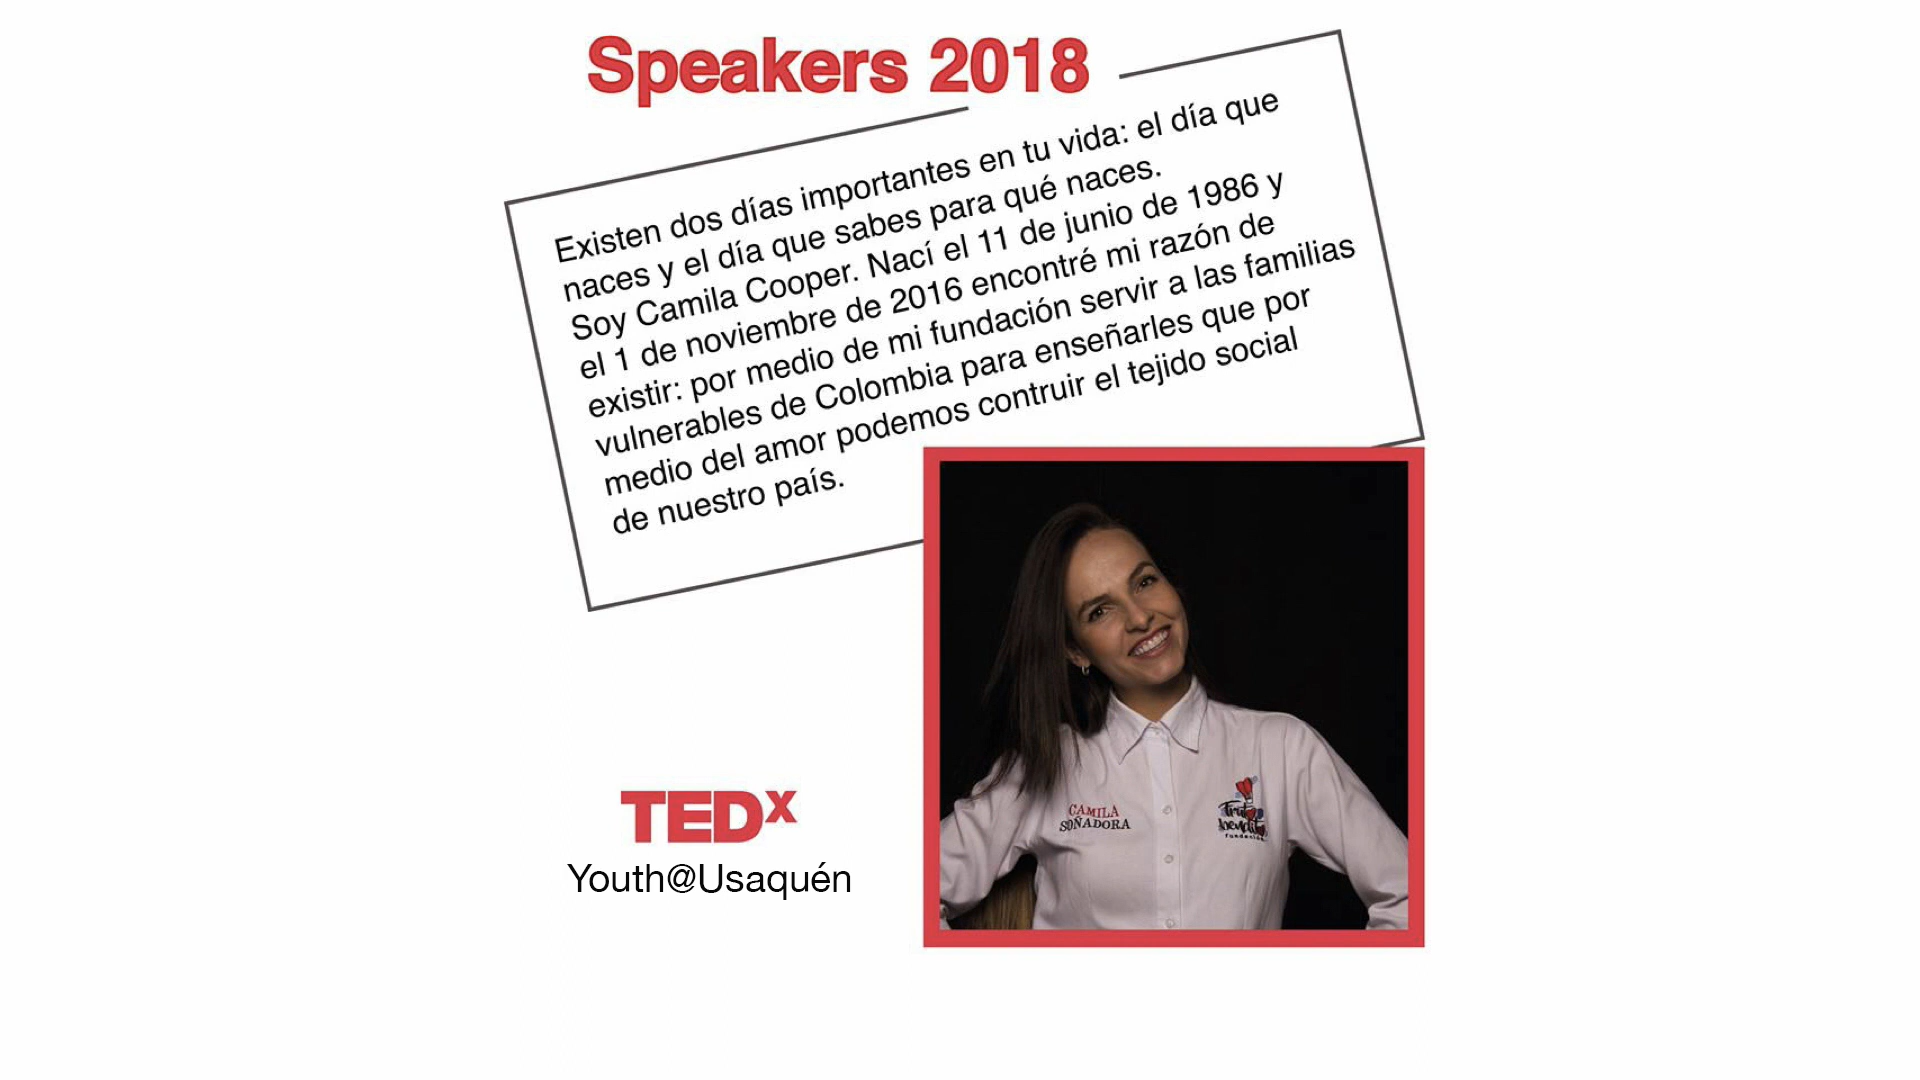 Speakers 2018
Existen dos días importantes en tu vida: el día que
naces y el día que sabes para qué naces.
Soy Camila Cooper. Nací el 11 de junio de 1986 y
el 1 de noviembre de 2016 encontré mi razón de
existir: por medio de mi fundación servir a las familias
vulnerables de Colombia para enseñarles que por
medio del amor podemos contruir el tejido social
de nuestro país.
TEDx
Youth@Usaquén
CAMILA
SOÑADORA
Fruto
bendito
fundación